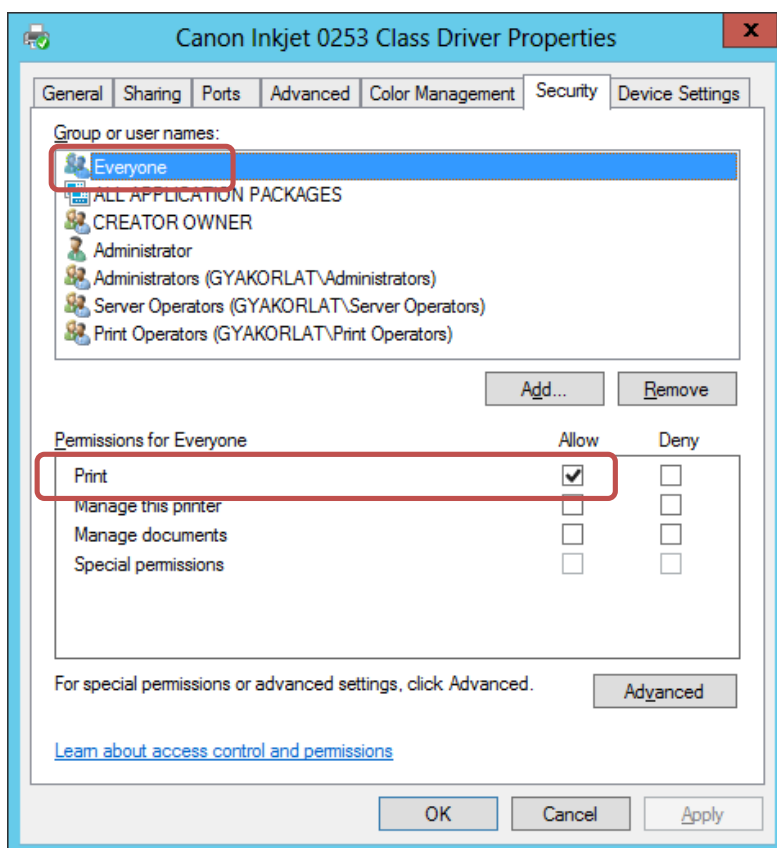 Canon Inkjet 0253 Class Driver Properties
x
General Sharing Ports Advanced Color Management Security Device Settings
Group or user names:
Everyone
ALL APPLICATION PACKAGES
CREATOR OWNER
Administrator
Administrators (GYAKORLAT\Administrators)
Server Operators (GYAKORLAT\Server Operators)
Print Operators (GYAKORLAT\Print Operators)
Add... Remove
Permissions for Everyone Allow Deny
Print
Manage this printer
Manage documents
Special permissions
For special permissions or advanced settings, click Advanced.
Advanced
Learn about access control and permissions
OK Cancel Apply